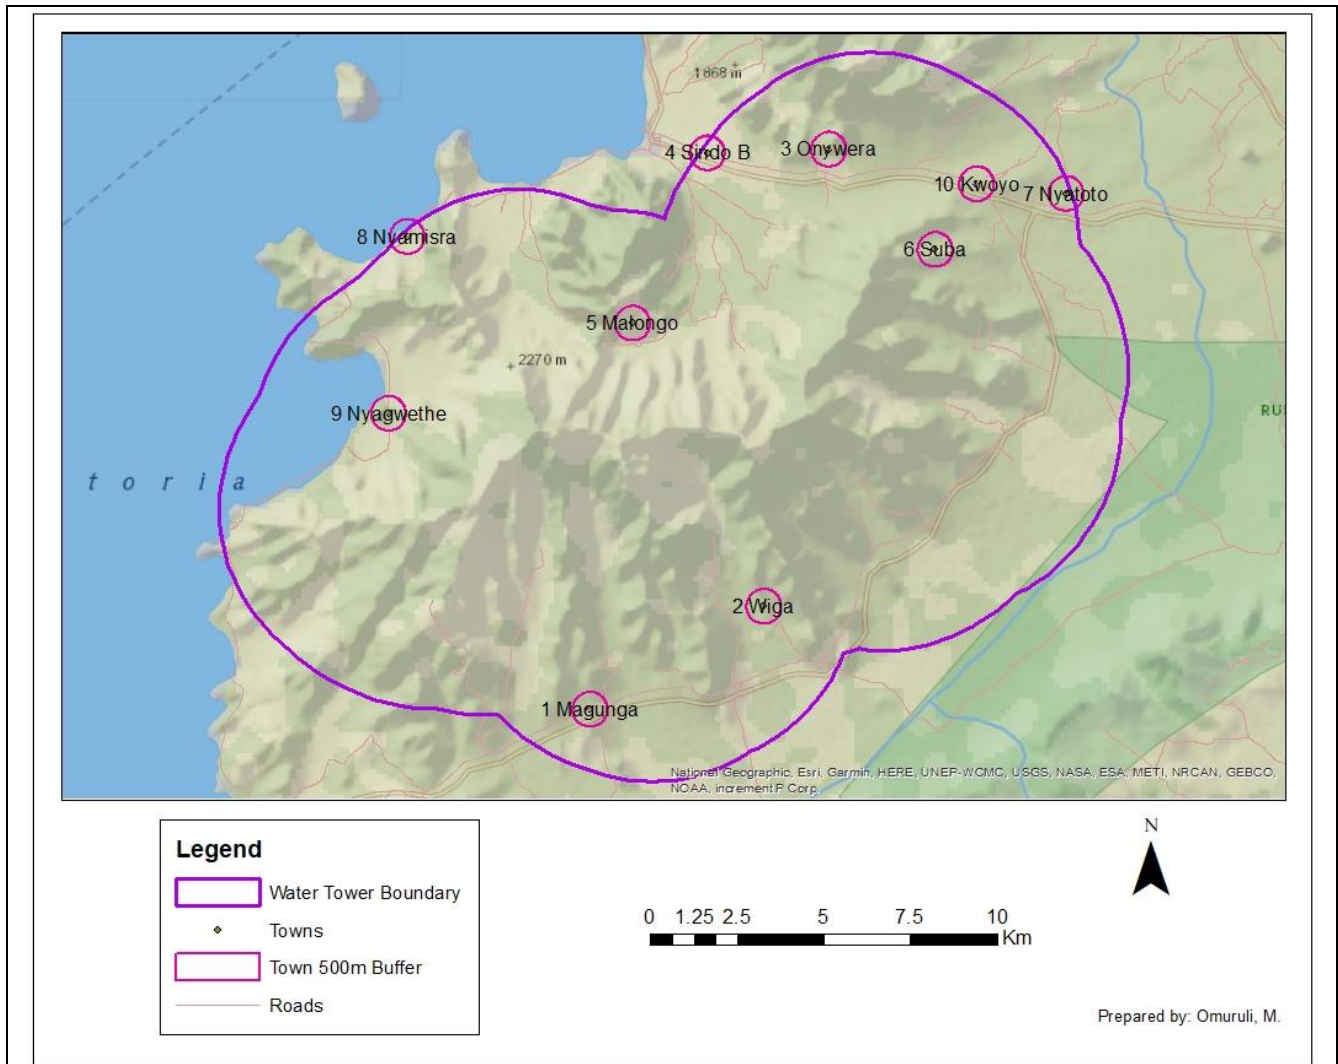 1868 m
4 Sindo B
3 Onywera
10 Kwoyo
7 Nyatoto
8 Nyamisra
6 Suba
5 Malongo
2270 m
9 Nyagwethe
RU
t o r i a
2 Wiga
1 Magunga
National Geographic, Esri, Garmin, HERE, UNEP-WCMC, USGS, NASA, ESA, METI, NRCAN, GEBCO,
NOAA, increment P Corp.
N
Legend
Water Tower Boundary
Towns
Town 500m Buffer
Roads
0 1.25 2.5 5 7.5 10
Km
Prepared by: Omuruli, M.